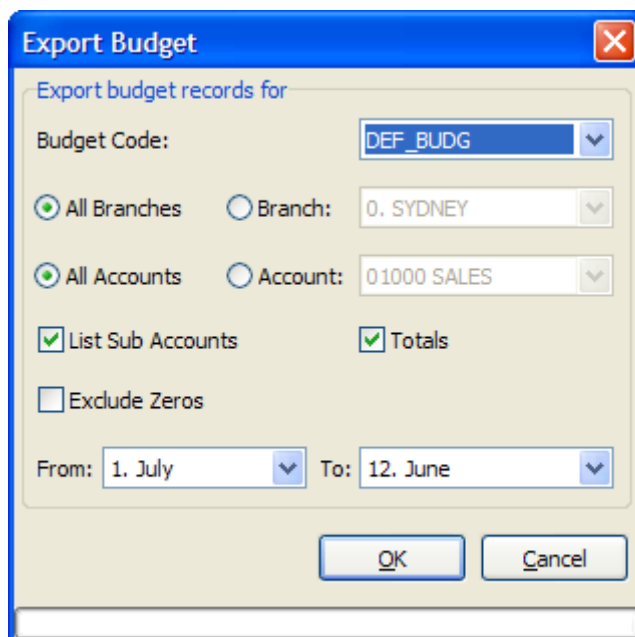 Export Budget
Export budget records for
Budget Code: DEF_BUDG
All Branches Branch: 0. SYDNEY
All Accounts Account: 01000 SALES
List Sub Accounts Totals
Exclude Zeros
From: 1. July To: 12. June
OK Cancel